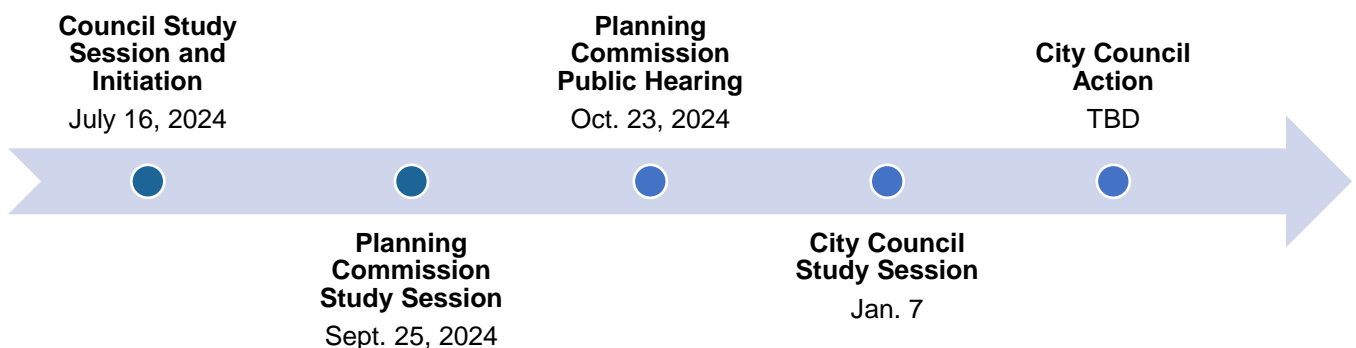 Council Study
Session and
Initiation
July 16, 2024
Planning
Commission
Study Session
Sept. 25, 2024
Planning
Commission
Public Hearing
Oct. 23, 2024
City Council
Study Session
Jan. 7
City Council
Action
TBD